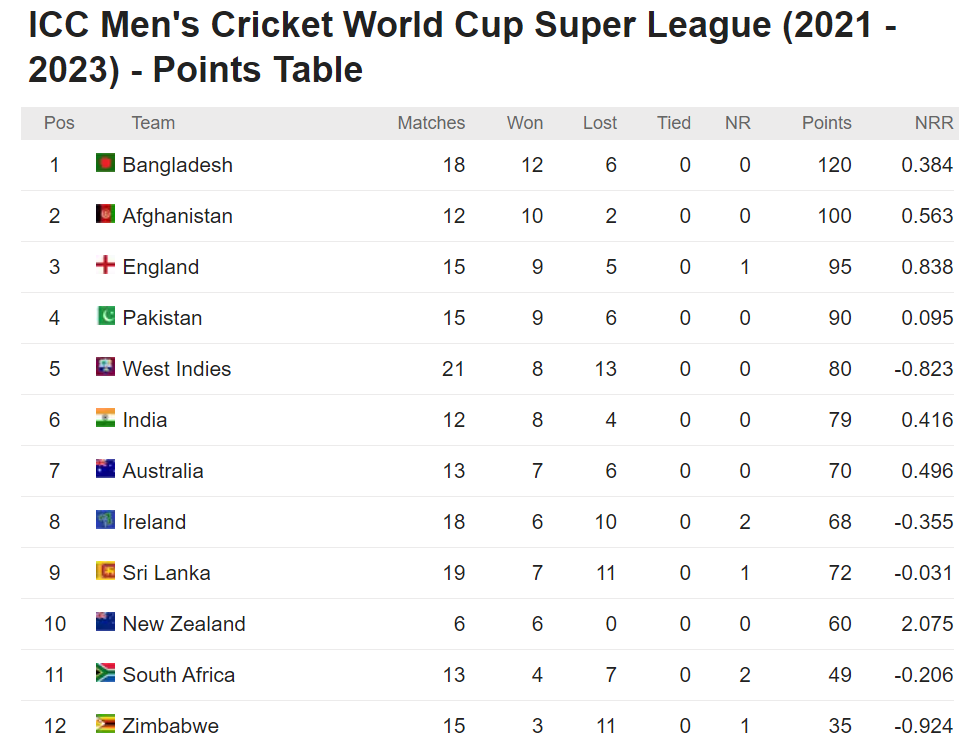 ICC Men's Cricket World Cup Super League (2021 -
2023) - Points Table
Pos Team Matches Won Lost Tied NR Points NRR
1 Bangladesh 18 12 6 0 0 120 0.384
2 Afghanistan 12 10 2 0 0 100 0.563
3 England 15 9 5 0 1 95 0.838
4 Pakistan 15 9 6 0 0 90 0.095
5 West Indies 21 8 13 0 0 80 -0.823
6 India 12 8 4 0 0 79 0.416
7 Australia 13 7 6 0 0 70 0.496
8 Ireland 18 6 10 0 2 68 -0.355
9 Sri Lanka 19 7 11 0 1 72 -0.031
10 New Zealand 6 6 0 0 0 60 2.075
11 South Africa 13 4 7 0 2 49 -0.206
12 Zimbabwe 15 3 11 0 1 35 -0.924